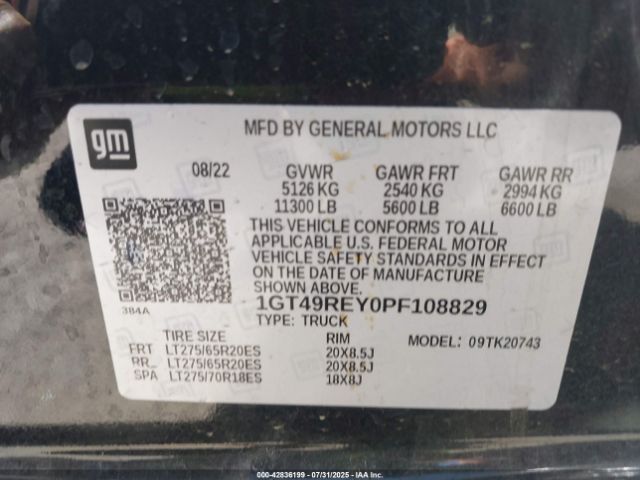 gm
MFD BY GENERAL MOTORS LLC
08/22 GVWR GAWR FRT GAWR RR
5126 KG 2540 KG 2994 KG
11300 LB 5600 LB 6600 LB
THIS VEHICLE CONFORMS TO ALL
APPLICABLE U.S. FEDERAL MOTOR
VEHICLE SAFETY STANDARDS IN EFFECT
ON THE DATE OF MANUFACTURE
SHOWN ABOVE.
384A
1GT49REY0PF108829
TYPE: TRUCK
TIRE SIZE RIM MODEL: 09TK20743
FRT LT275/65R20ES 20X8.5J
RR LT275/65R20ES 20X8.5J
SPA LT275/70R18ES 18X8J
000-42836199 - 07/31/2025 - IAAI.COM